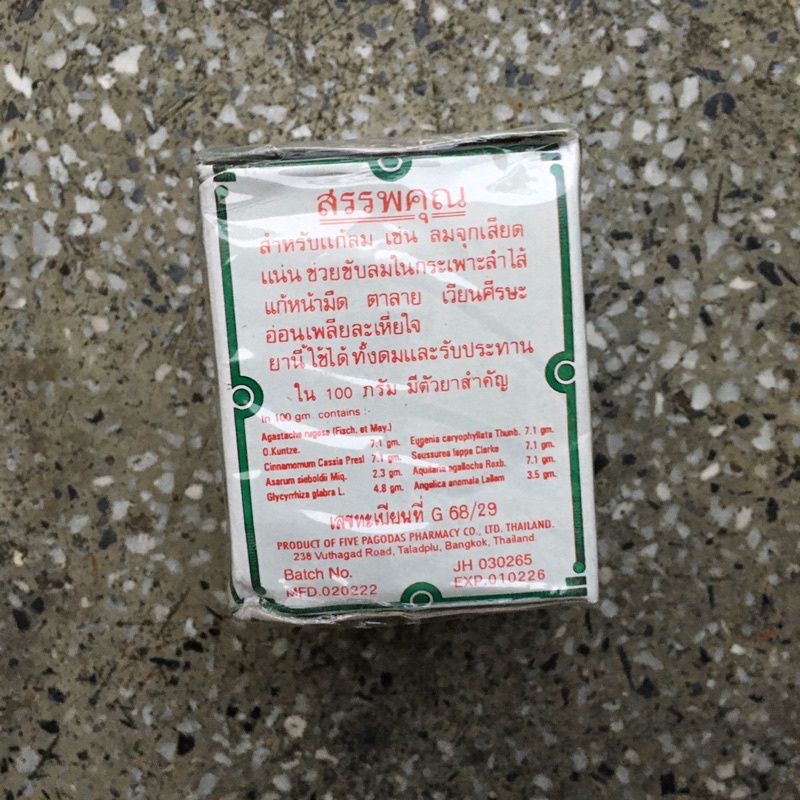 สรรพคุณ
สำหรับแก้ลม เช่น ลมจุกเสียด
แน่น ช่วยขับลมในกระเพาะลำไส้
แก้หน้ามืด ตาลาย เวียนศีรษะ
อ่อนเพลียละเหี่ยใจ
ยานี้ใช้ได้ ทั้งดมและรับประทาน
ใน 100 กรัม มีตัวยาสำคัญ
In 100 gm. contains :-
Agastache rugosa (Fisch. et Mey.)
O.Kuntze. 7.1 gm.
Cinnamomum Cassia Presl 7.1 gm.
Asarum sieboldii Miq. 2.3 gm.
Glycyrrhiza glabra L. 4.8 gm.
Eugenia caryophyllata Thunb. 7.1 gm.
Saussurea lappa Clarke 7.1 gm.
Aquilaria agallocha Roxb. 7.1 gm.
Angelica anomala Lallem 3.5 gm.
เลขทะเบียนที่ G 68/29
PRODUCT OF FIVE PAGODAS PHARMACY CO., LTD. THAILAND.
238 Vuthagad Road, Taladplu, Bangkok, Thailand.
Batch No. JH 030265
MFD.020222 EXP.010226